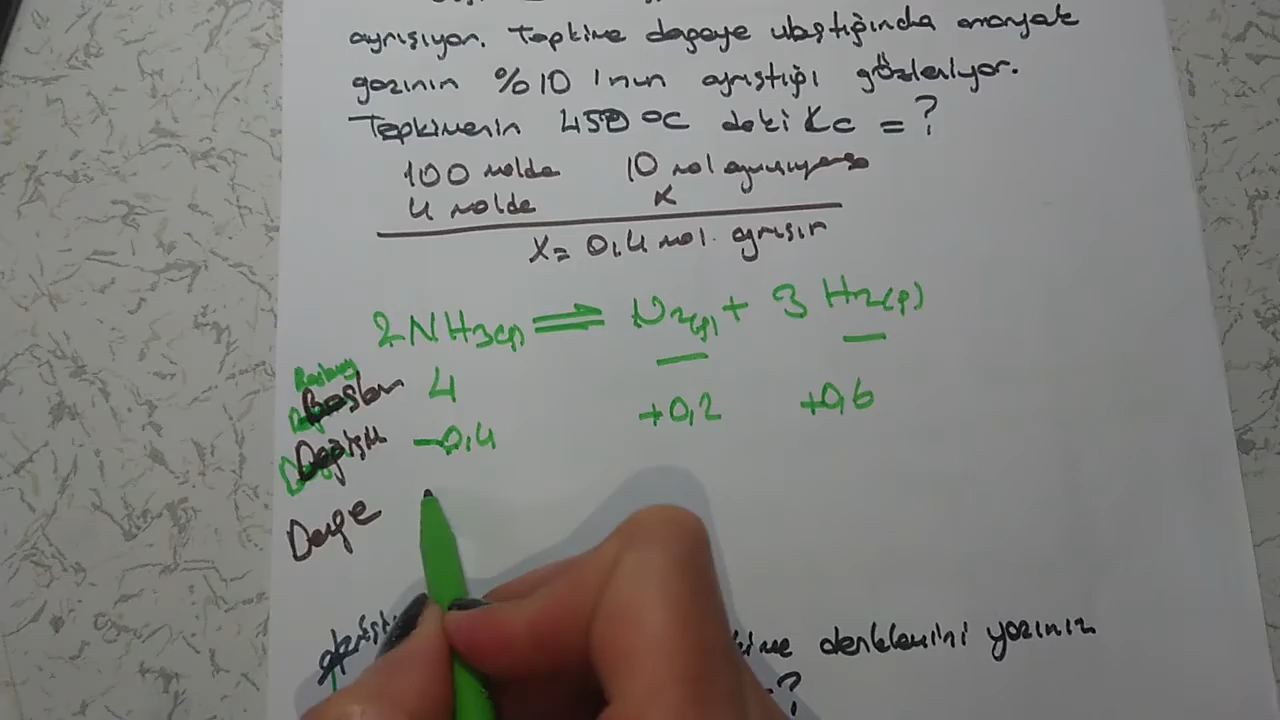 ayrışıyor. Tepkime dengeye ulaştığında amonyak
gazının %10 'nun ayrıştığı gözleniyor.
Tepkimenin 450 °C deki Kc = ?
100 molde 10 mol ayrışıyorsa
4 molde x
x = 0,4 mol. ayrışır
2NH3(g) ⇌ N2(g) + 3 H2(g)
Başlan 4
Değişim -0,4 +0,2 +0,6
Denge
denklemini yazınız
?